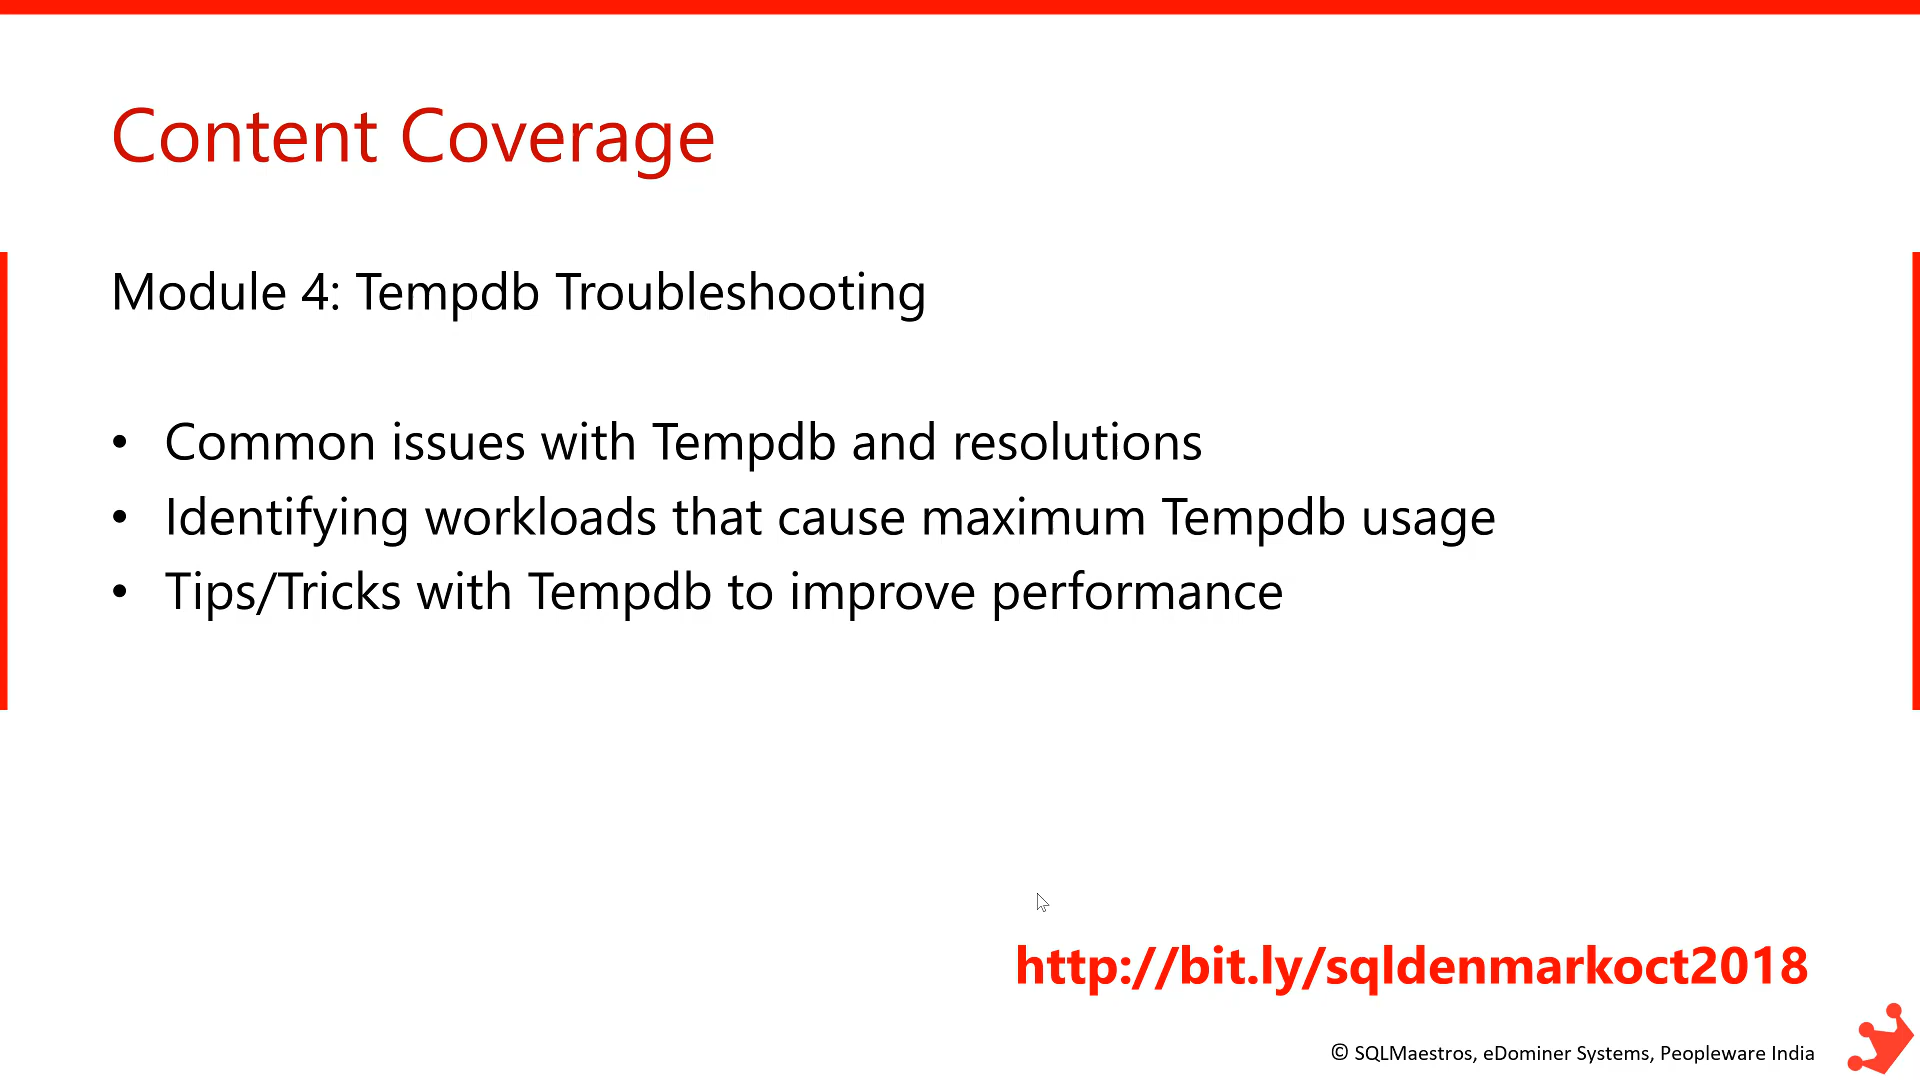 Content Coverage
Module 4: Tempdb Troubleshooting
• Common issues with Tempdb and resolutions
• Identifying workloads that cause maximum Tempdb usage
• Tips/Tricks with Tempdb to improve performance
http://bit.ly/sqldenmarkoct2018
© SQLMaestros, eDominer Systems, Peopleware India